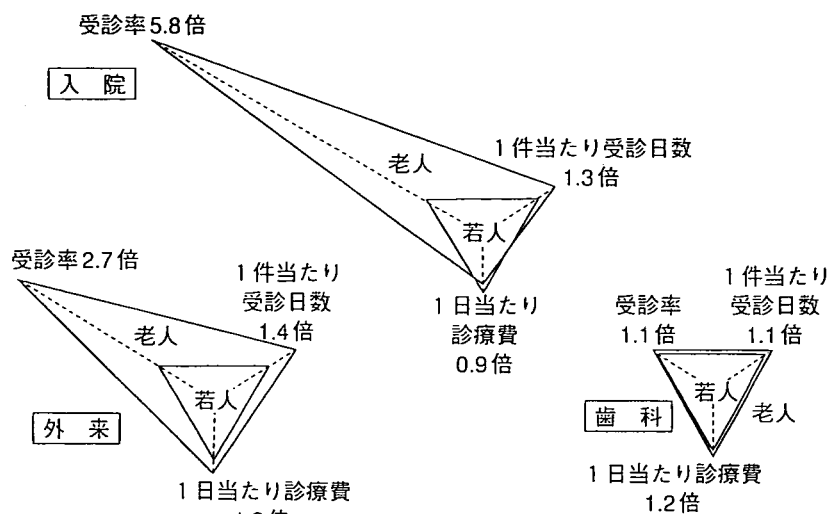 受診率5.8倍
入 院
老人
1件当たり受診日数
1.3倍
若人
1日当たり
診療費
0.9倍
受診率2.7倍
1件当たり
受診日数
1.4倍
老人
若人
外 来
1日当たり診療費
受診率
1.1倍
1件当たり
受診日数
1.1倍
若人
老人
歯 科
1日当たり診療費
1.2倍